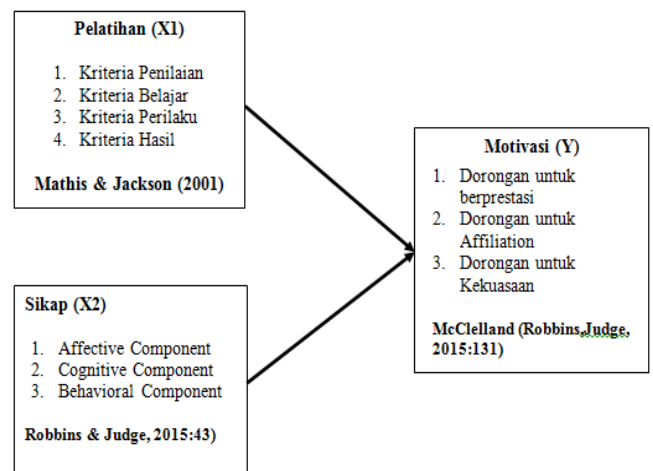 Pelatihan (X1)
1. Kriteria Penilaian
2. Kriteria Belajar
3. Kriteria Perilaku
4. Kriteria Hasil
Mathis & Jackson (2001)
Sikap (X2)
1. Affective Component
2. Cognitive Component
3. Behavioral Component
Robbins & Judge, 2015:43)
Motivasi (Y)
1. Dorongan untuk
berprestasi
2. Dorongan untuk
Affiliation
3. Dorongan untuk
Kekuasaan
McClelland (Robbins,Judge,
2015:131)